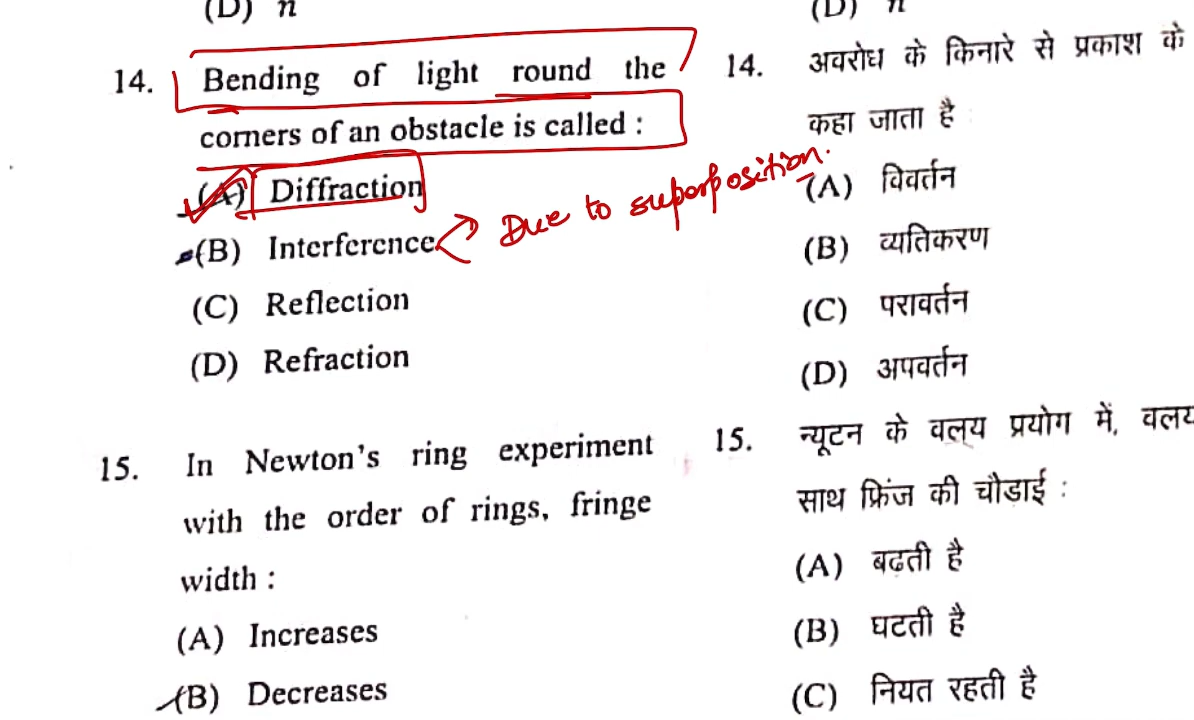 (D) n
14. Bending of light round the
corners of an obstacle is called :
(A) Diffraction
(B) Interference
Due to superposition.
(C) Reflection
(D) Refraction
15. In Newton's ring experiment
with the order of rings, fringe
width :
(A) Increases
(B) Decreases
(D) n
14. अवरोध के किनारे से प्रकाश के
कहा जाता है
(A) विवर्तन
(B) व्यतिकरण
(C) परावर्तन
(D) अपवर्तन
15. न्यूटन के वलय प्रयोग में, वलय
साथ फ्रिंज की चौड़ाई :
(A) बढ़ती है
(B) घटती है
(C) नियत रहती है